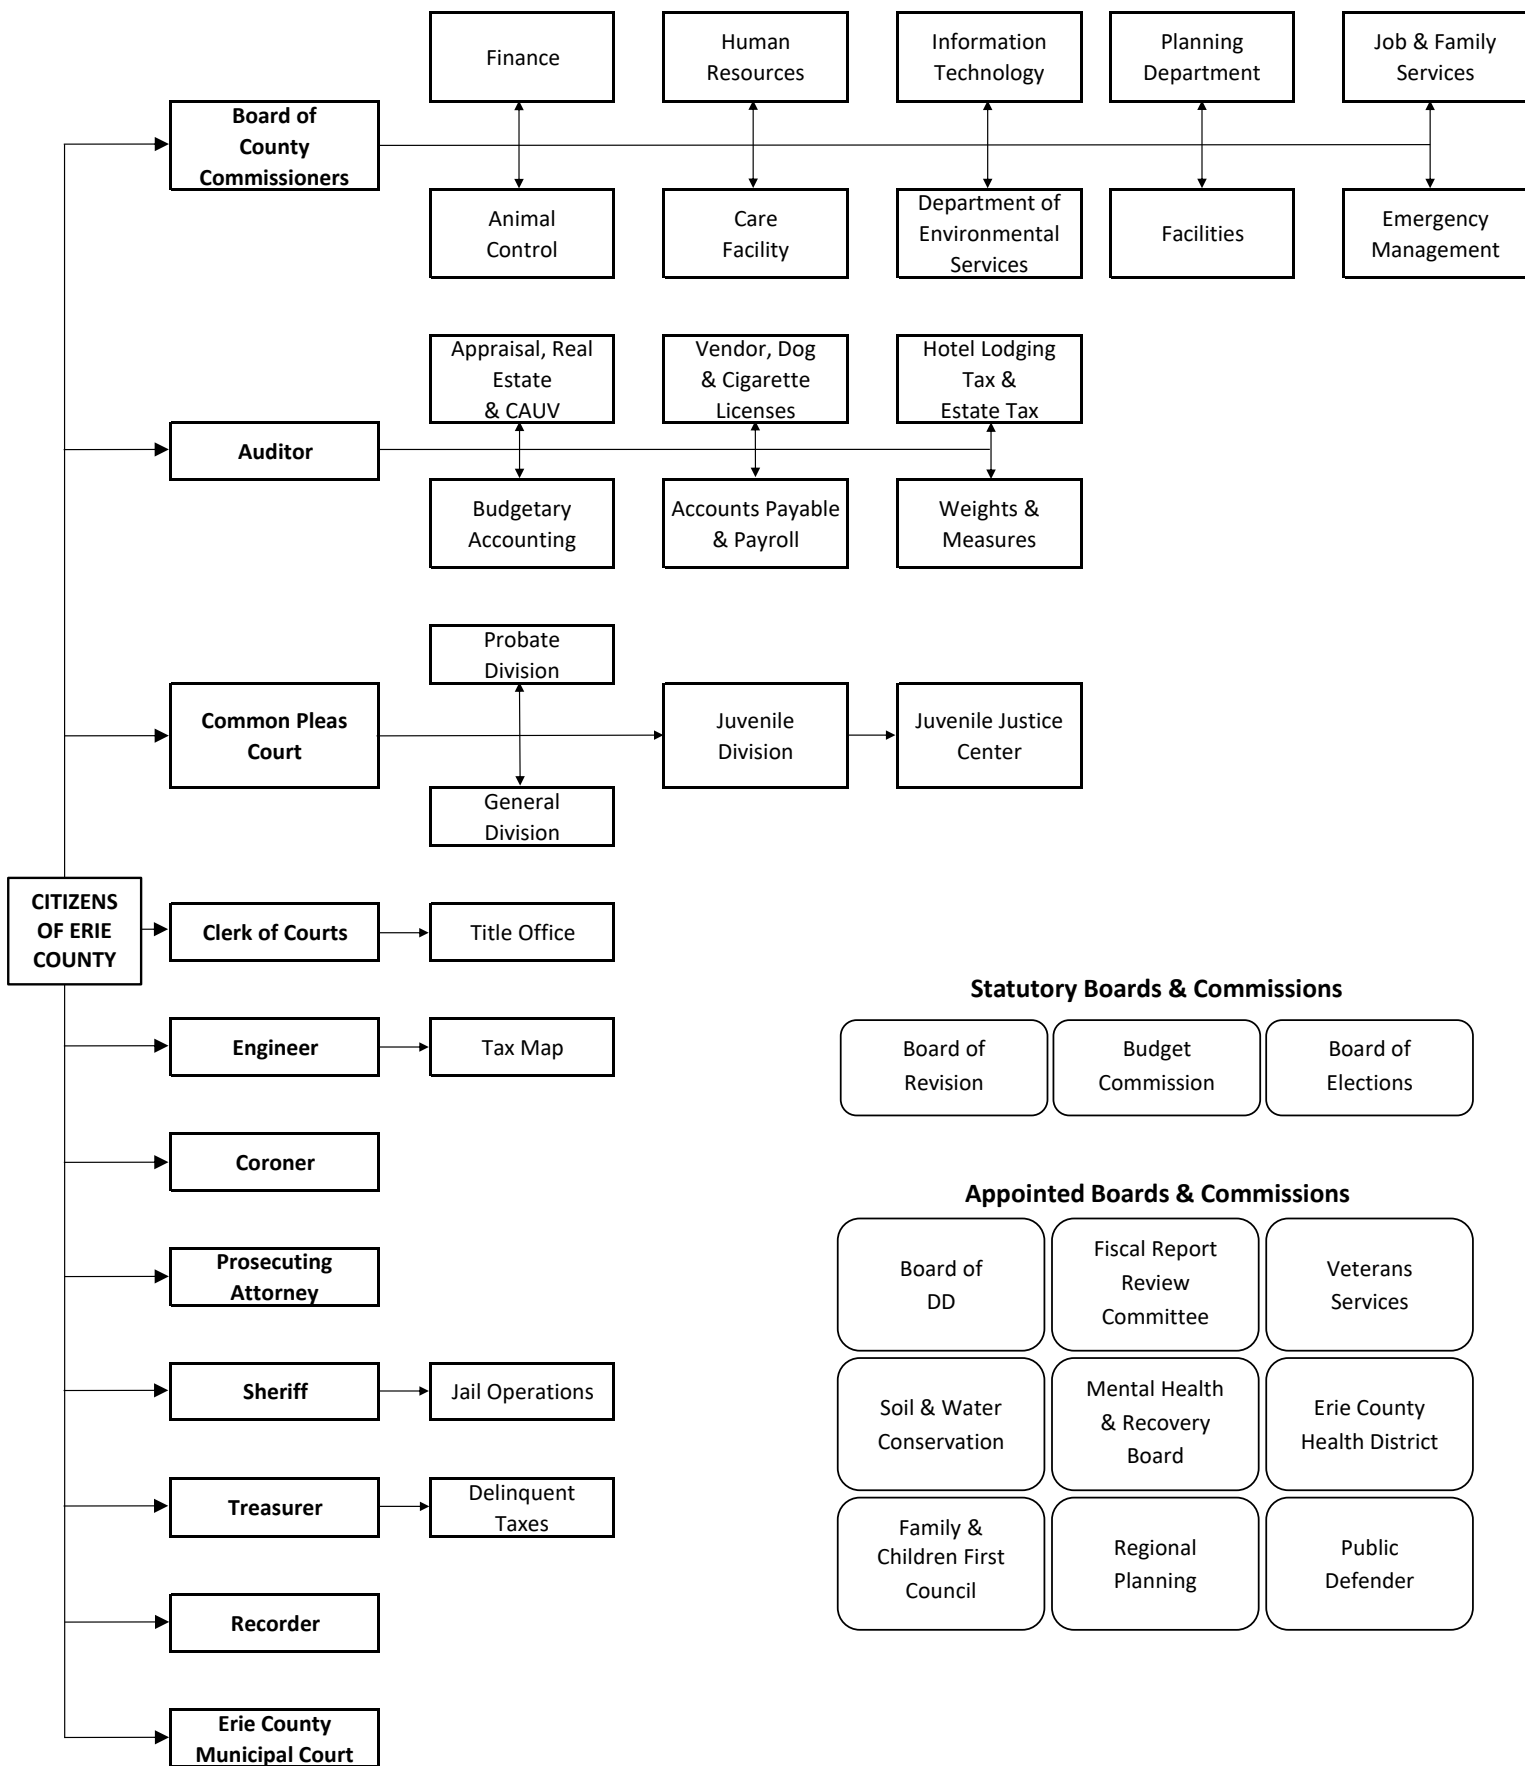 Finance
Human
Resources
Information
Technology
Planning
Department
Job & Family
Services
Board of
County
Commissioners
Animal
Control
Care
Facility
Department of
Environmental
Services
Facilities
Emergency
Management
Appraisal, Real
Estate
& CAUV
Vendor, Dog
& Cigarette
Licenses
Hotel Lodging
Tax &
Estate Tax
Auditor
Budgetary
Accounting
Accounts Payable
& Payroll
Weights &
Measures
Probate
Division
Common Pleas
Court
Juvenile
Division
Juvenile Justice
Center
General
Division
CITIZENS
OF ERIE
COUNTY
Clerk of Courts
Title Office
Engineer
Tax Map
Coroner
Prosecuting
Attorney
Sheriff
Jail Operations
Treasurer
Delinquent
Taxes
Recorder
Erie County
Municipal Court
Statutory Boards & Commissions
Board of
Revision
Budget
Commission
Board of
Elections
Appointed Boards & Commissions
Board of
DD
Fiscal Report
Review
Committee
Veterans
Services
Soil & Water
Conservation
Mental Health
& Recovery
Board
Erie County
Health District
Family &
Children First
Council
Regional
Planning
Public
Defender